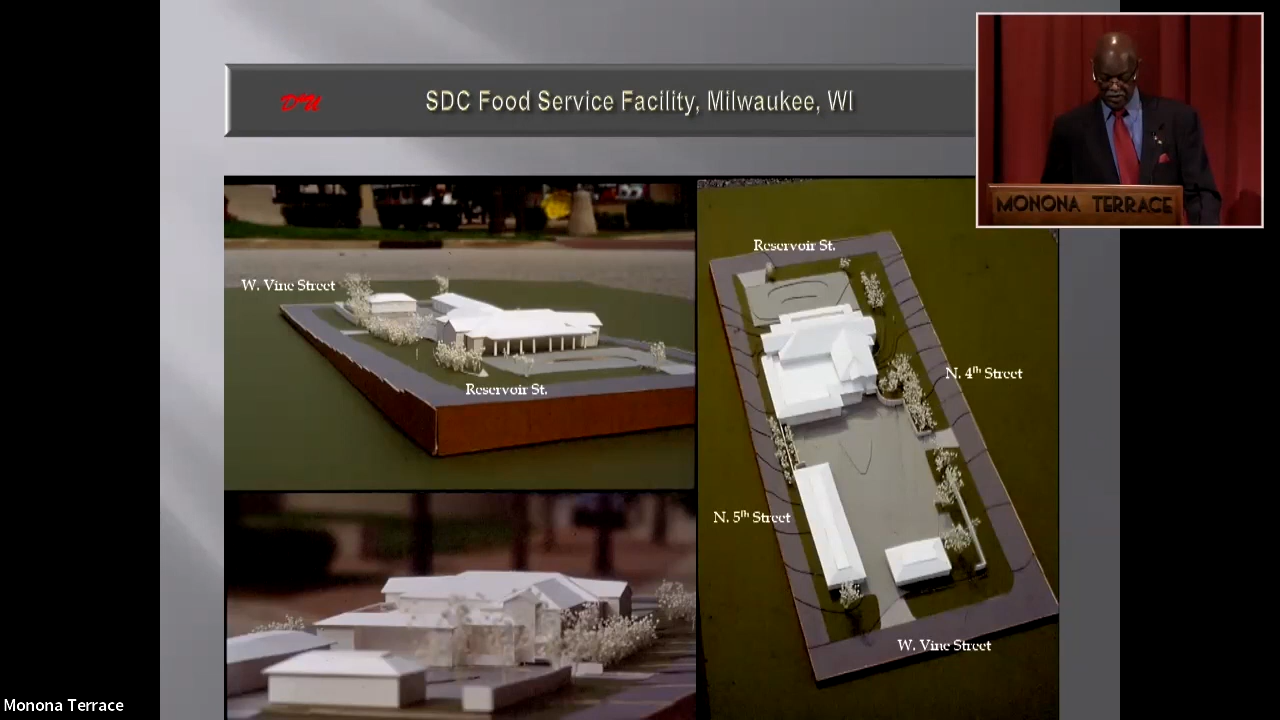 SDC Food Service Facility, Milwaukee, WI
MONONA TERRACE
W. Vine Street
Reservoir St.
Reservoir St.
N. 4th Street
N. 5th Street
W. Vine Street
Monona Terrace